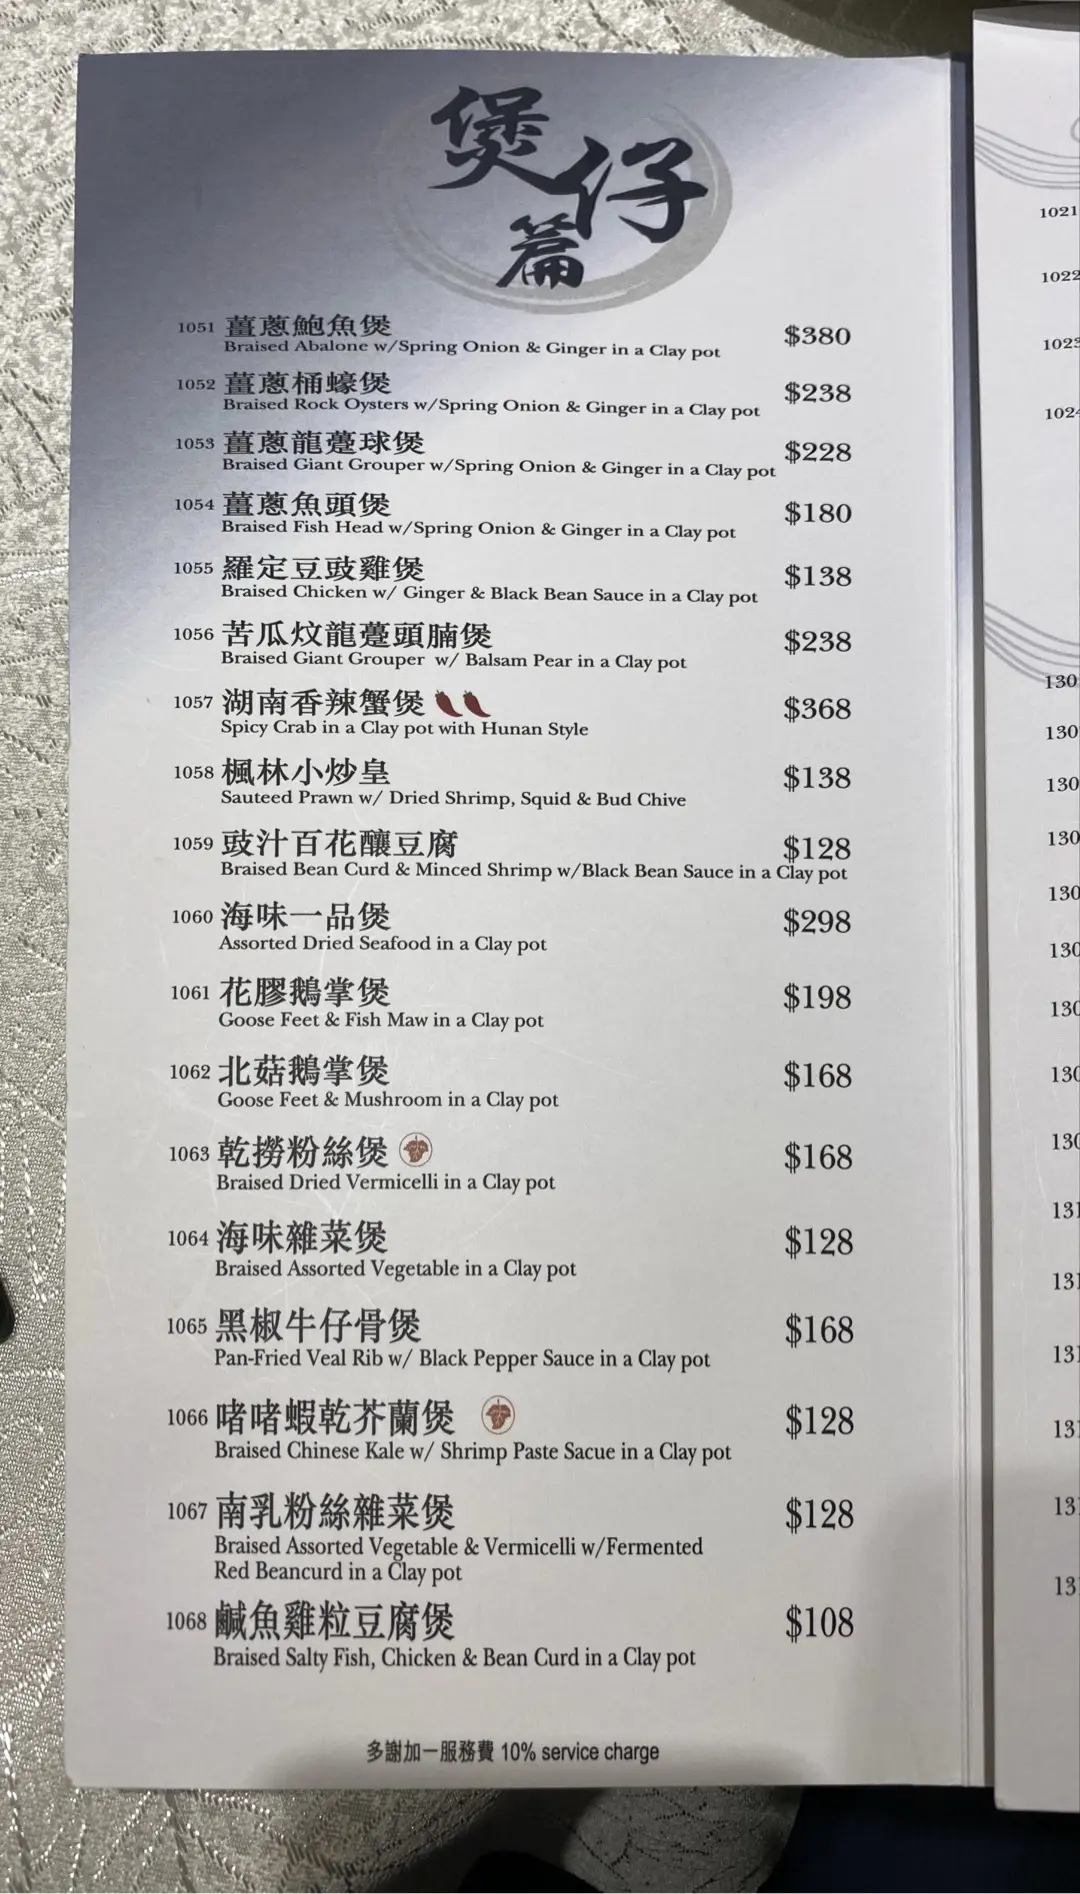 煲仔篇
1051 薑蔥鮑魚煲 $380
Braised Abalone w/Spring Onion & Ginger in a Clay pot
1052 薑蔥桶蠔煲 $238
Braised Rock Oysters w/Spring Onion & Ginger in a Clay pot
1053 薑蔥龍躉球煲 $228
Braised Giant Grouper w/Spring Onion & Ginger in a Clay pot
1054 薑蔥魚頭煲 $180
Braised Fish Head w/Spring Onion & Ginger in a Clay pot
1055 羅定豆豉雞煲 $138
Braised Chicken w/ Ginger & Black Bean Sauce in a Clay pot
1056 苦瓜炆龍躉頭腩煲 $238
Braised Giant Grouper w/ Balsam Pear in a Clay pot
1057 湖南香辣蟹煲 $368
Spicy Crab in a Clay pot with Hunan Style
1058 楓林小炒皇 $138
Sauteed Prawn w/ Dried Shrimp, Squid & Bud Chive
1059 豉汁百花釀豆腐 $128
Braised Bean Curd & Minced Shrimp w/Black Bean Sauce in a Clay pot
1060 海味一品煲 $298
Assorted Dried Seafood in a Clay pot
1061 花膠鵝掌煲 $198
Goose Feet & Fish Maw in a Clay pot
1062 北菇鵝掌煲 $168
Goose Feet & Mushroom in a Clay pot
1063 乾撈粉絲煲 $168
Braised Dried Vermicelli in a Clay pot
1064 海味雜菜煲 $128
Braised Assorted Vegetable in a Clay pot
1065 黑椒牛仔骨煲 $168
Pan-Fried Veal Rib w/ Black Pepper Sauce in a Clay pot
1066 啫啫蝦乾芥蘭煲 $128
Braised Chinese Kale w/ Shrimp Paste Sacue in a Clay pot
1067 南乳粉絲雜菜煲 $128
Braised Assorted Vegetable & Vermicelli w/Fermented
Red Beancurd in a Clay pot
1068 鹹魚雞粒豆腐煲 $108
Braised Salty Fish, Chicken & Bean Curd in a Clay pot
多謝加一服務費 10% service charge
1021
1022